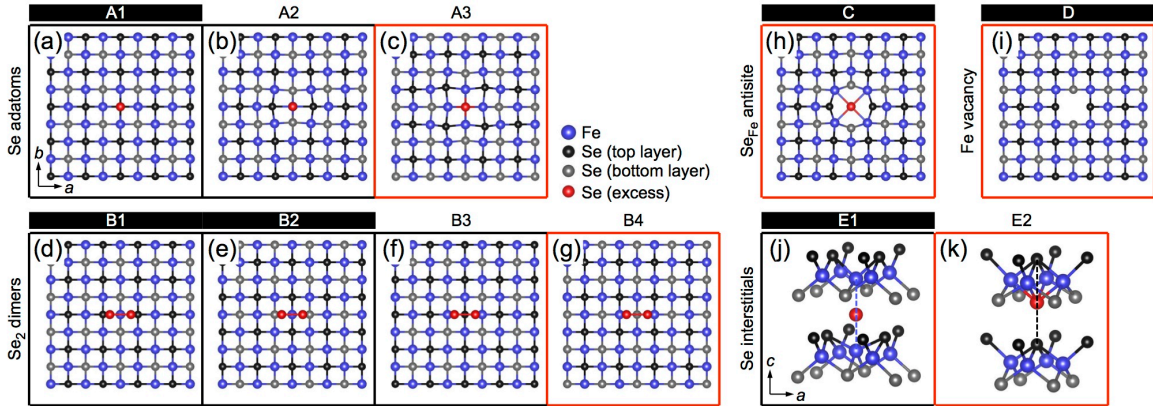 A1
A2
A3
C
D
(a)
(b)
(c)
(h)
(i)
Se adatoms
b
a
Fe
Se (top layer)
Se (bottom layer)
Se (excess)
SeFe antisite
Fe vacancy
B1
B2
B3
B4
E1
E2
(d)
(e)
(f)
(g)
(j)
(k)
Se2 dimers
Se interstitals
c
a